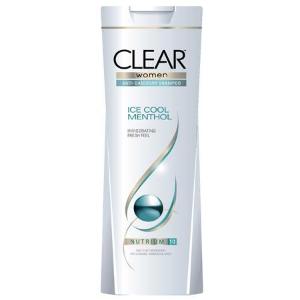 CLEAR
women
ANTI-DANDRUFF SHAMPOO
ICE COOL
MENTHOL
INVIGORATING
FRESH FEEL
NUTRIUM 10